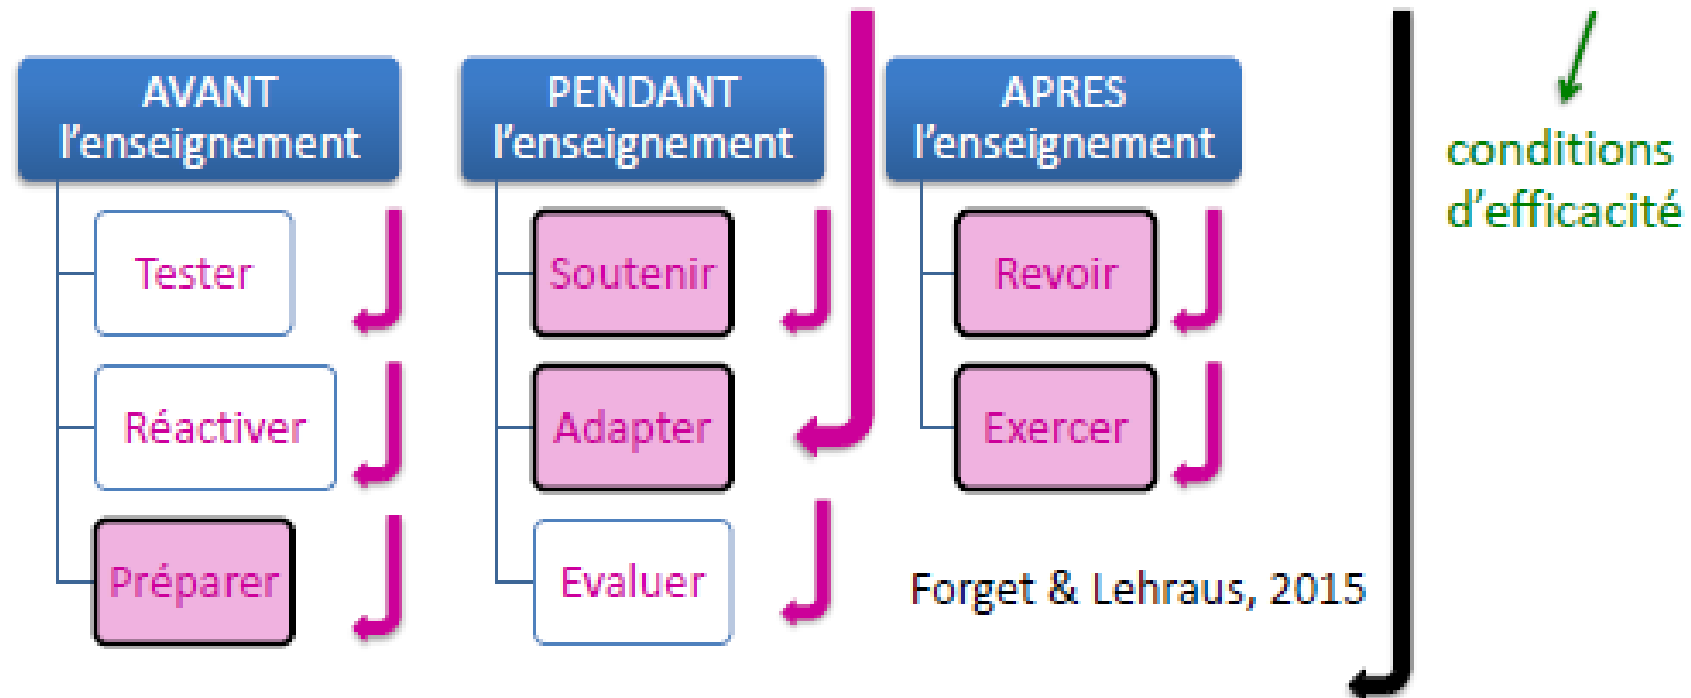 AVANT
l'enseignement
Tester
Réactiver
Préparer
PENDANT
l'enseignement
Soutenir
Adapter
Evaluer
APRES
l'enseignement
Revoir
Exercer
Forget & Lehraus, 2015
conditions
d'efficacité